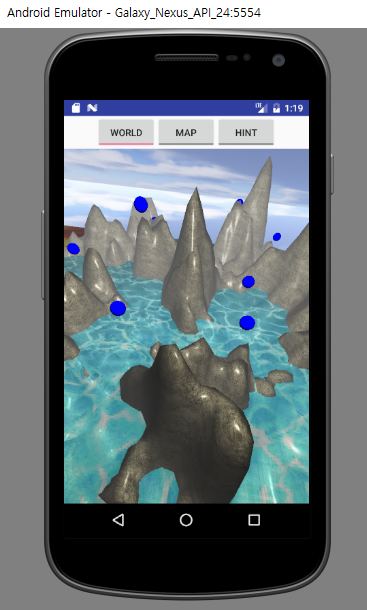 Android Emulator - Galaxy_Nexus_API_24:5554
1:19
WORLD MAP HINT